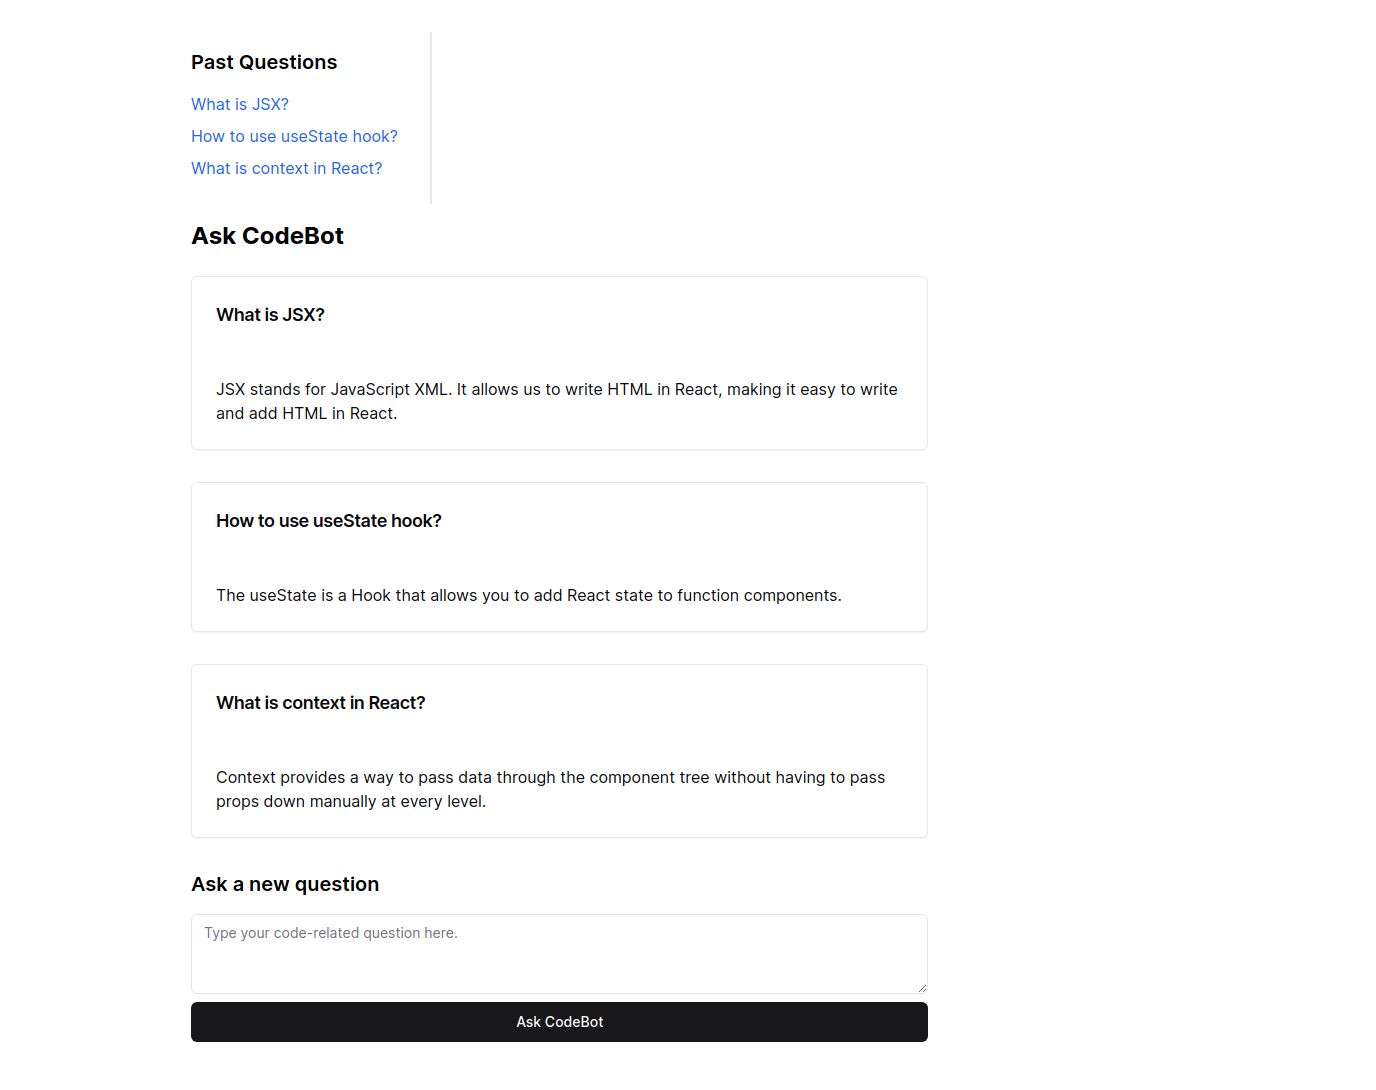 Past Questions
What is JSX?
How to use useState hook?
What is context in React?
Ask CodeBot
What is JSX?
JSX stands for JavaScript XML. It allows us to write HTML in React, making it easy to write
and add HTML in React.
How to use useState hook?
The useState is a Hook that allows you to add React state to function components.
What is context in React?
Context provides a way to pass data through the component tree without having to pass
props down manually at every level.
Ask a new question
Type your code-related question here.
Ask CodeBot